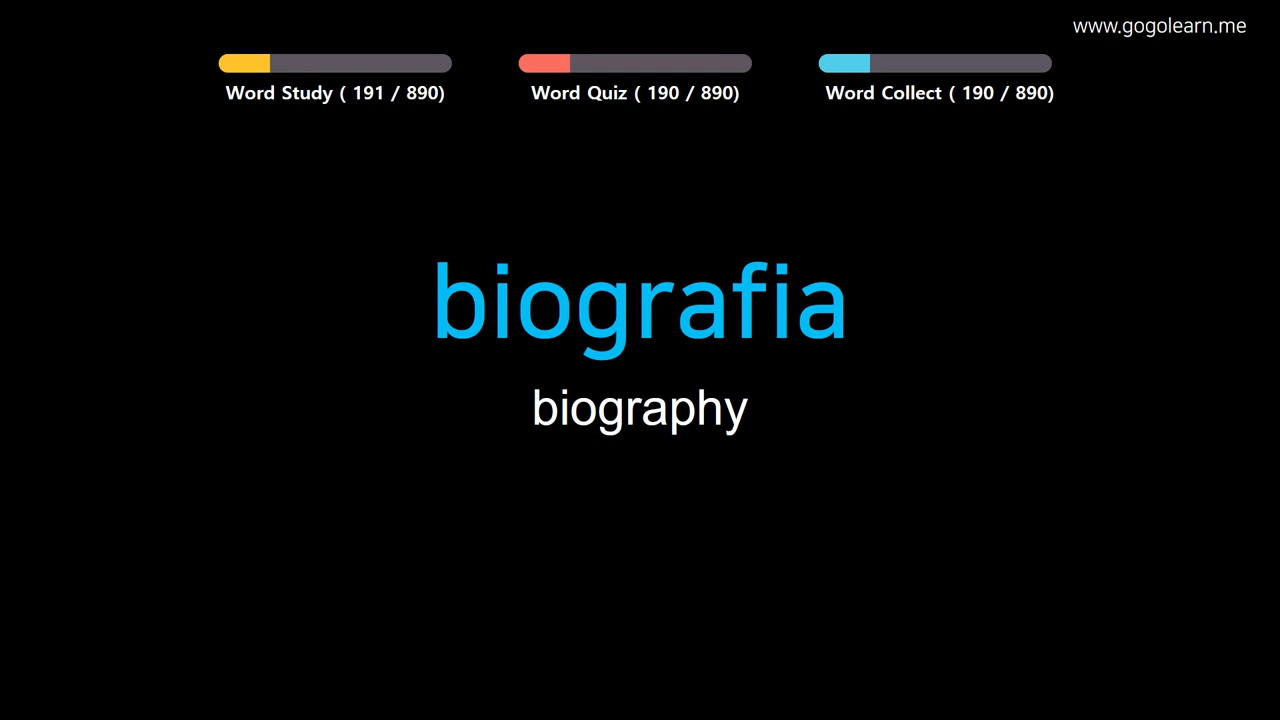 www.gogolearn.me
Word Study ( 191 / 890)
Word Quiz ( 190 / 890)
Word Collect ( 190 / 890)
biografia
biography